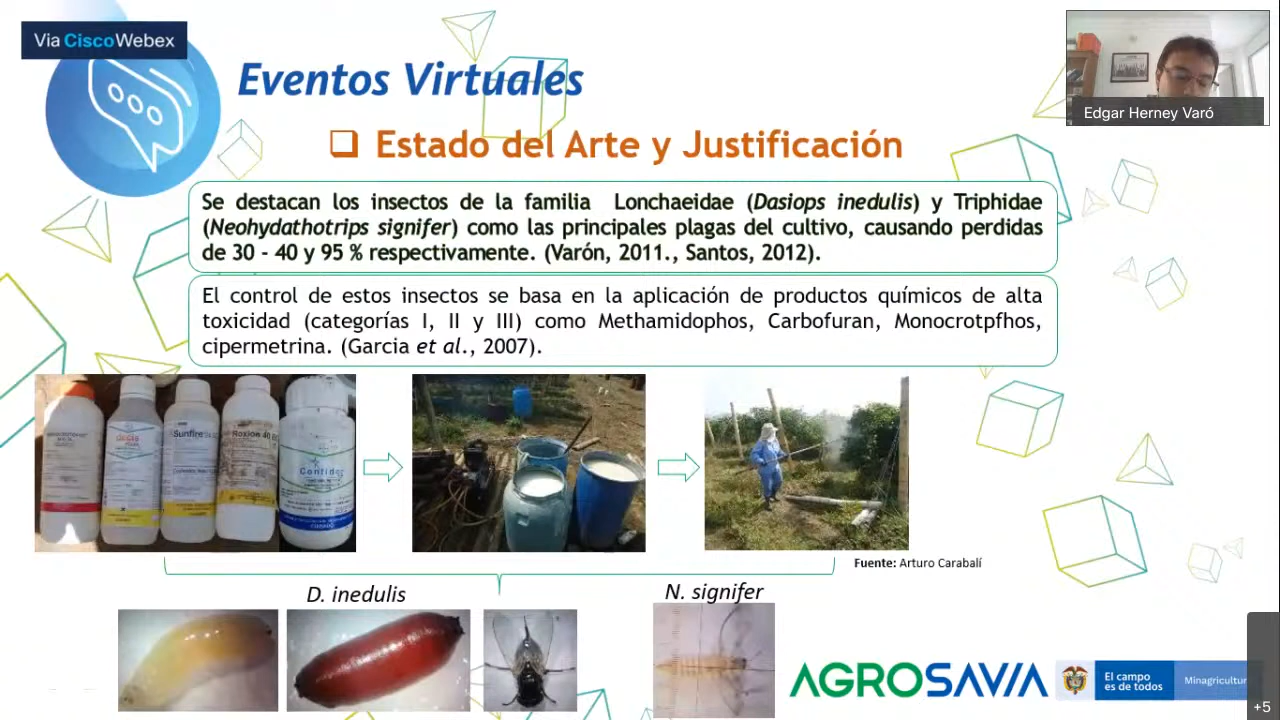 Via Cisco Webex
Eventos Virtuales
Edgar Herney Varó
❑ Estado del Arte y Justificación
Se destacan los insectos de la familia Lonchaeidae (Dasiops inedulis) y Triphidae
(Neohydathotrips signifer) como las principales plagas del cultivo, causando perdidas
de 30 - 40 y 95 % respectivamente. (Varón, 2011., Santos, 2012).
El control de estos insectos se basa en la aplicación de productos químicos de alta
toxicidad (categorías I, II y III) como Methamidophos, Carbofuran, Monocrotpfhos,
cipermetrina. (Garcia et al., 2007).
Sunfire
Roxion 40
Confidor
Fuente: Arturo Carabalí
D. inedulis
N. signifer
AGROSAVIA
El campo
es de todos
Minagricultur
+5